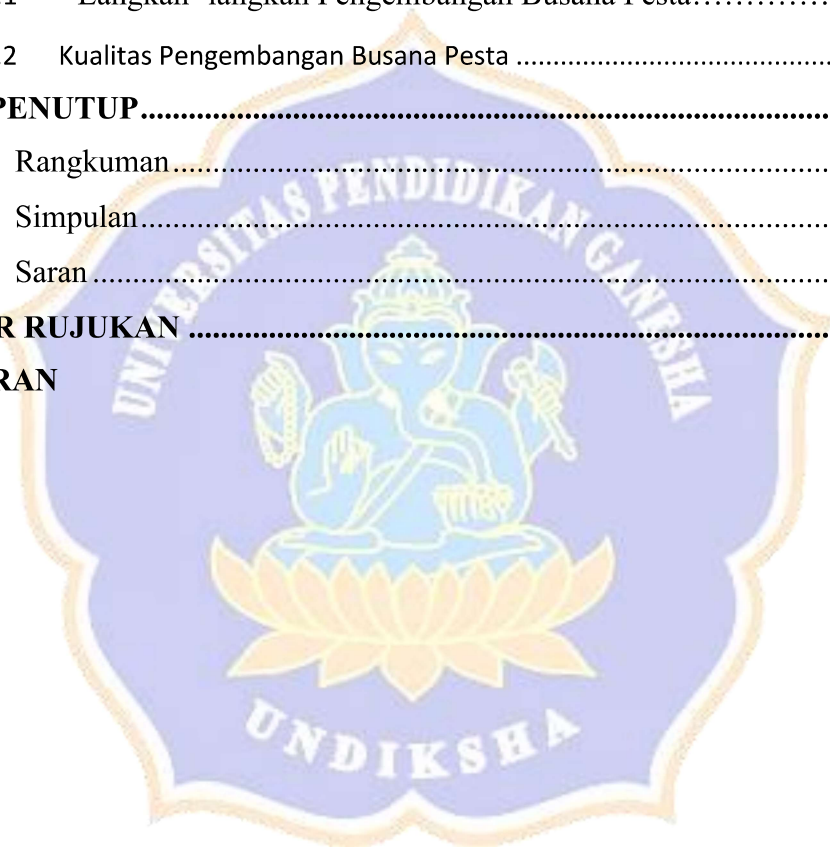 .1 Langkah- langkah Pengembangan Busana Pesta…………
.2 Kualitas Pengembangan Busana Pesta ............................................
PENUTUP.......................................................................................
Rangkuman.......................................................................................
Simpulan.......................................................................................
Saran.......................................................................................
R RUJUKAN .......................................................................................
RAN
UNIVERSITAS PENDIDIKAN GANESHA
UNDIKSHA